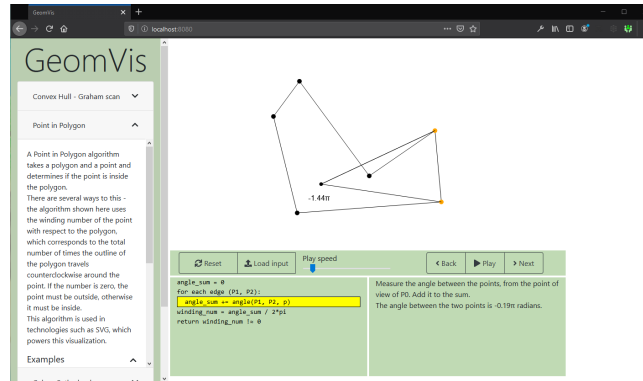 GeomVis
localhost:8080
GeomVis
Convex Hull - Graham scan
Point in Polygon
A Point in Polygon algorithm
takes a polygon and a point and
determines if the point is inside
the polygon.
There are several ways to this -
the algorithm shown here uses
the winding number of the point
with respect to the polygon,
which corresponds to the total
number of times the outline of
the polygon travels
counterclockwise around the
point. If the number is zero, the
point must be outside, otherwise
it must be inside.
This algorithm is used in
technologies such as SVG, which
powers this visualization.
Examples
-1.44π
Reset
Load input
Play speed
Back
Play
Next
angle_sum = 0
for each edge (P1, P2):
angle_sum += angle(P1, P2, p)
winding_num = angle_sum / 2*pi
return winding_num != 0
Measure the angle between the points, from the point of
view of P0. Add it to the sum.
The angle between the two points is -0.19π radians.